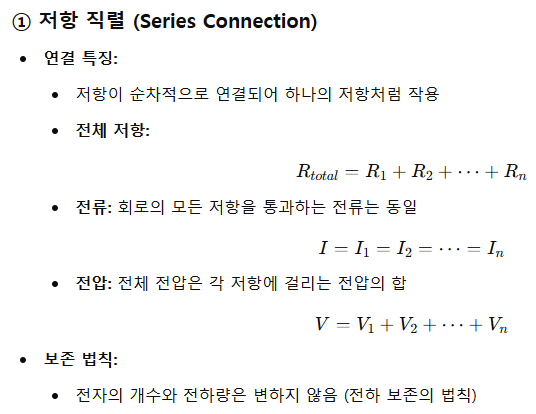 ① 저항 직렬 (Series Connection)
• 연결 특징:
• 저항이 순차적으로 연결되어 하나의 저항처럼 작용
• 전체 저항:
R_{total} = R_1 + R_2 + ⋯ + R_n
• 전류: 회로의 모든 저항을 통과하는 전류는 동일
I = I_1 = I_2 = ⋯ = I_n
• 전압: 전체 전압은 각 저항에 걸리는 전압의 합
V = V_1 + V_2 + ⋯ + V_n
• 보존 법칙:
• 전자의 개수와 전하량은 변하지 않음 (전하 보존의 법칙)